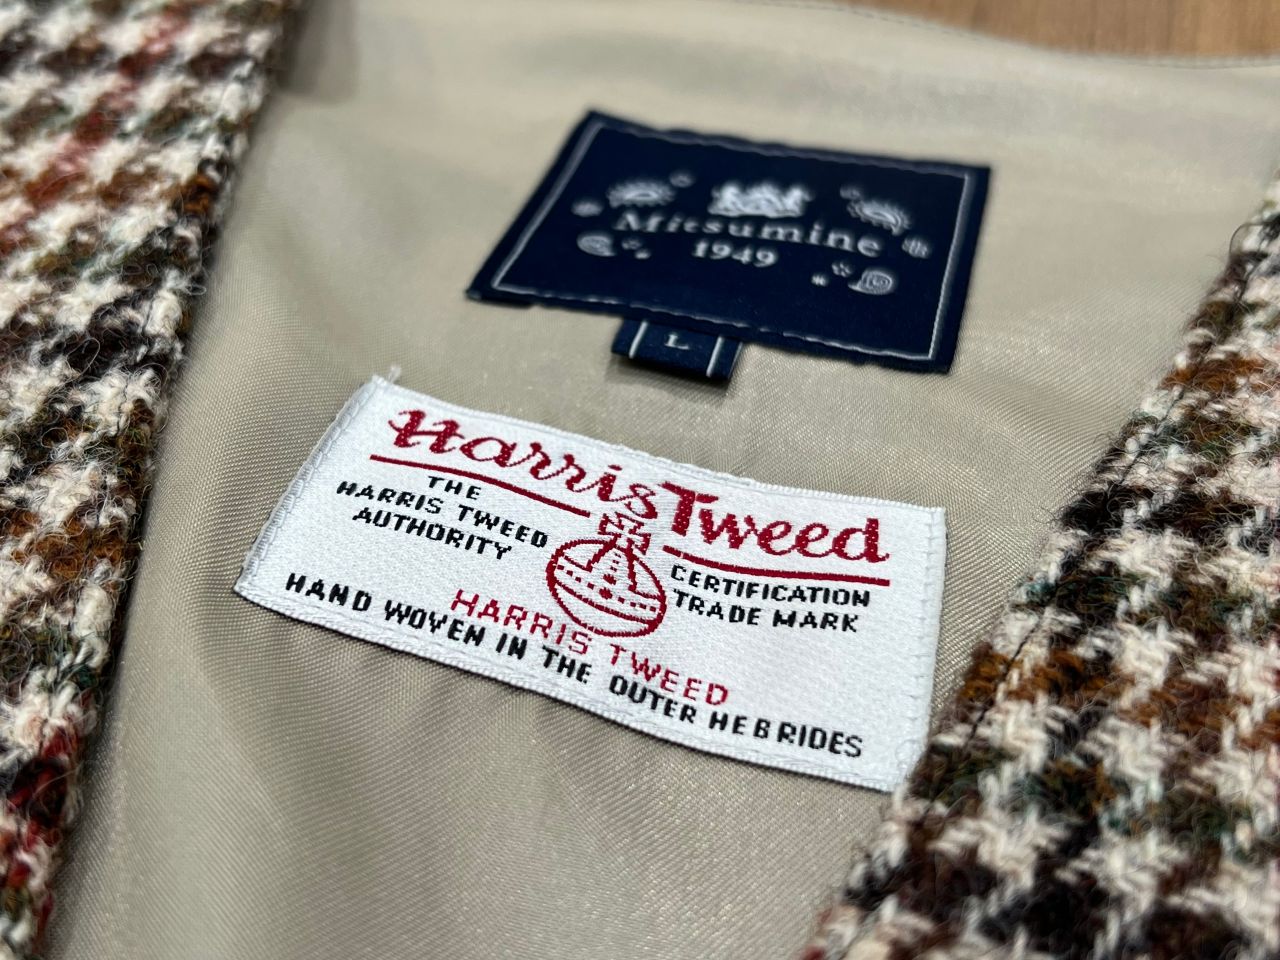 Mitsumine
1949
L
Harris Tweed
THE
HARRIS TWEED
AUTHORITY
CERTIFICATION
TRADE MARK
HARRIS TWEED
HAND WOVEN IN THE OUTER HEBRIDES